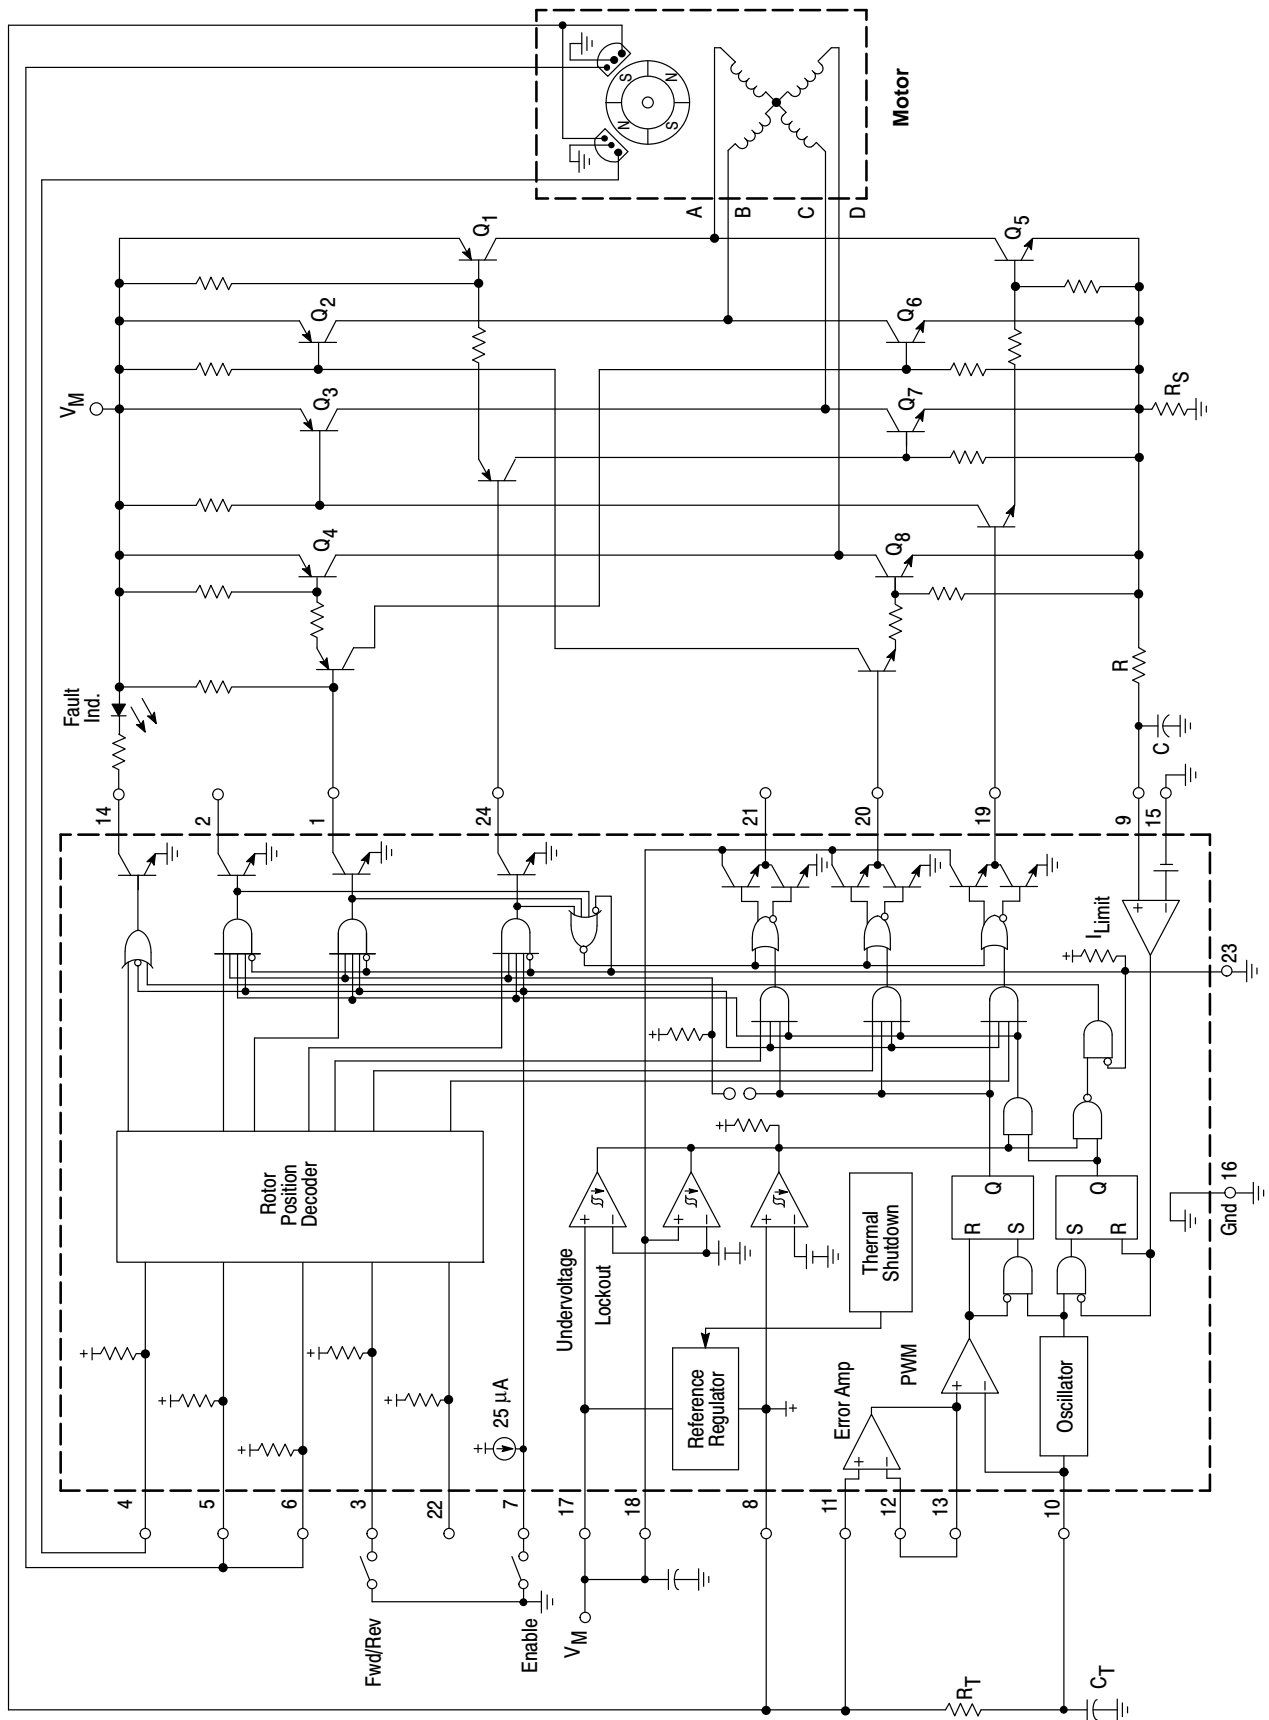 4
5
6
3
22
7
17
18
8
11
12
13
10
Fwd/Rev
Enable
VM
RT
CT
Rotor
Position
Decoder
25 μA
Undervoltage
Lockout
Reference
Regulator
Thermal
Shutdown
Error Amp
PWM
Oscillator
R
Q
S
S
Q
R
Gnd 16
23
ILimit
14
2
1
24
21
20
19
9
15
Fault
Ind.
VM
Q4
Q3
Q2
Q1
Q8
Q7
Q6
Q5
R
C
RS
A
B
C
D
N
S
S
N
Motor
+
+
+
+
+
+
+
+
+
+
+
−
+
−
+
−
+
−
+
−
+
−